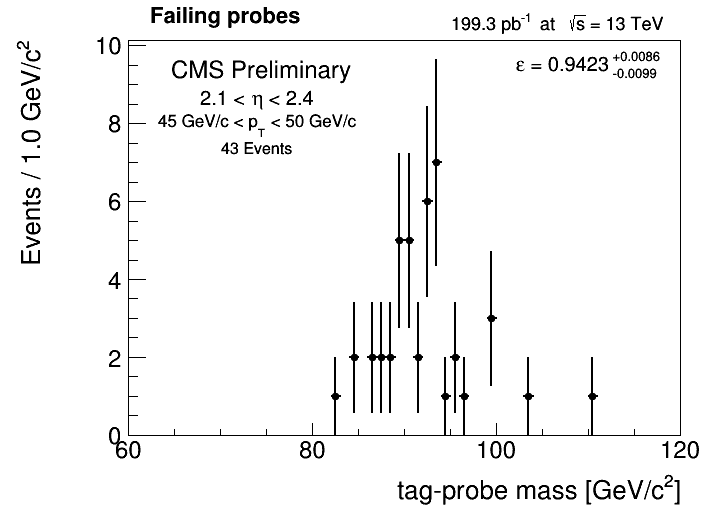 Failing probes
199.3 pb⁻¹ at √s = 13 TeV
CMS Preliminary
ε = 0.9423 +0.0086 -0.0099
2.1 < η < 2.4
45 GeV/c < p_T < 50 GeV/c
43 Events
Events / 1.0 GeV/c²
10
8
6
4
2
0
60 80 100 120
tag-probe mass [GeV/c²]